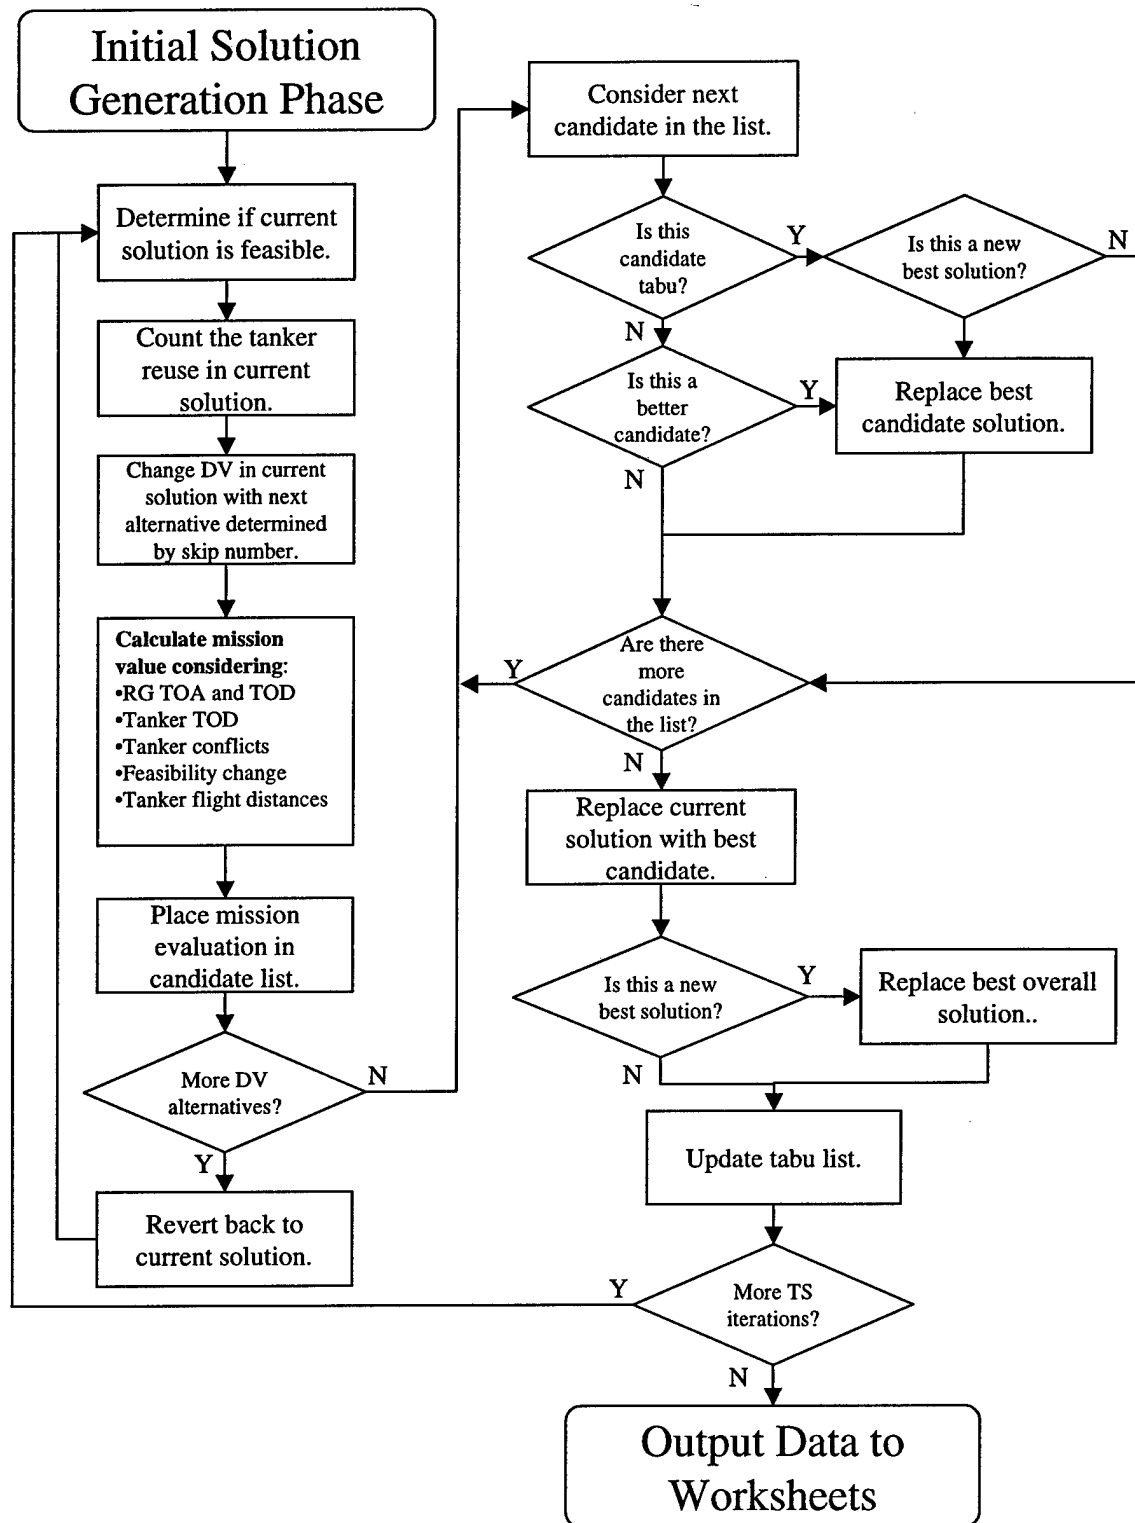 Initial Solution
Generation Phase
Determine if current
solution is feasible.
Count the tanker
reuse in current
solution.
Change DV in current
solution with next
alternative determined
by skip number.
Calculate mission
value considering:
•RG TOA and TOD
•Tanker TOD
•Tanker conflicts
•Feasibility change
•Tanker flight distances
Place mission
evaluation in
candidate list.
More DV
alternatives?
N
Y
Revert back to
current solution.
Consider next
candidate in the list.
Is this
candidate
tabu?
Y
N
Is this a new
best solution?
N
Is this a
better
candidate?
Y
N
Replace best
candidate solution.
Are there
more
candidates in
the list?
Y
N
Replace current
solution with best
candidate.
Is this a new
best solution?
Y
N
Replace best overall
solution..
Update tabu list.
More TS
iterations?
Y
N
Output Data to
Worksheets